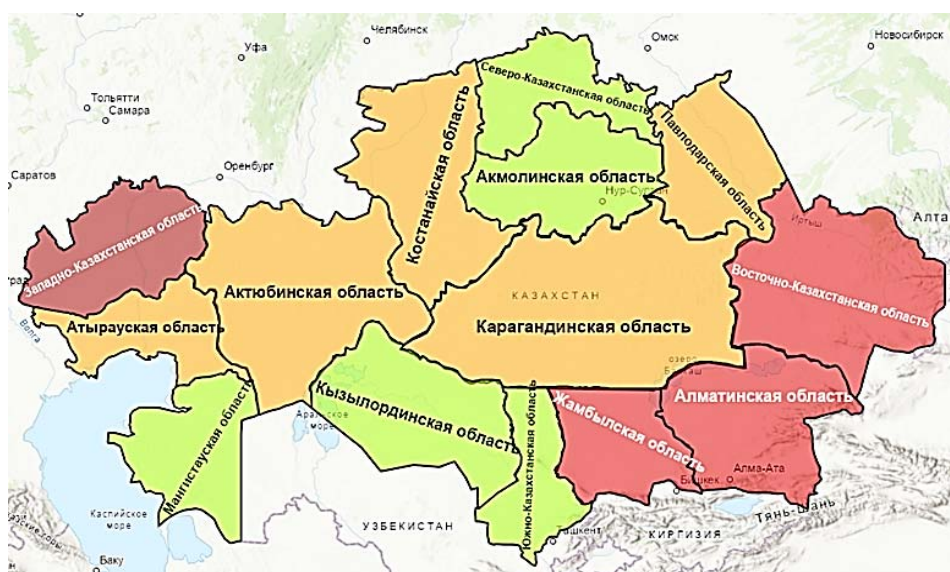 Челябинск
Омск
Новосибирск
Уфа
Северо-Казахстанская область
Тольятти
Самара
Павлодарская область
Костанайская область
Оренбург
Саратов
Акмолинская область
Нур-Султан
Западно-Казахстанская область
Иртыш
Алта
Восточно-Казахстанская область
Актюбинская область
КАЗАХСТАН
Атырауская область
Карагандинская область
Волга
озеро
Балхаш
Кызылординская область
Южно-Казахстанская область
Жамбылская область
Алматинская область
Аральское
море
Мангистауская область
Алма-Ата
Бишкек
Каспийское
море
УЗБЕКИСТАН
Ташкент
КИРГИЗИЯ
Тянь-Шань
Баку